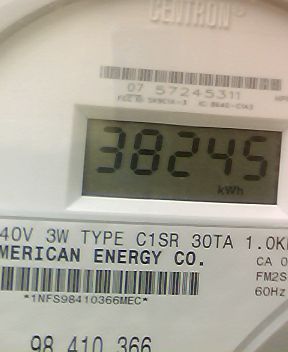 CENTRON®
07 57245311
38245
kWh
40V 3W TYPE C1SR 30TA 1.0K
MERICAN ENERGY CO.
CA 0
FM2S
60Hz
*1NFS98410366MEC*
98 410 366